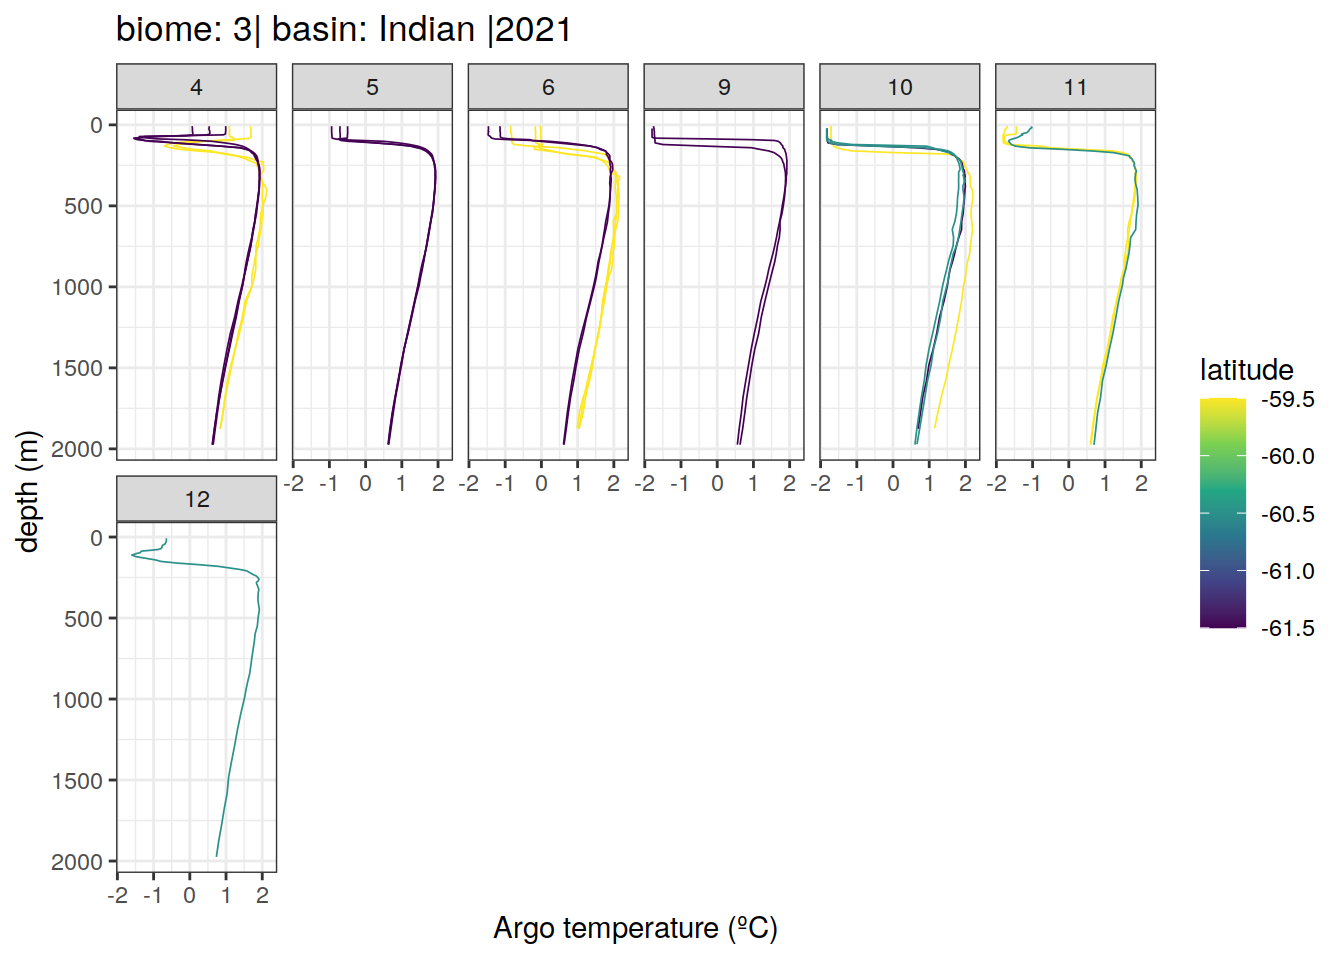 biome: 3| basin: Indian |2021
4 5 6 9 10 11
0
500
1000
1500
2000
-2 -1 0 1 2 -2 -1 0 1 2 -2 -1 0 1 2 -2 -1 0 1 2 -2 -1 0 1 2
12
0
500
1000
1500
2000
-2 -1 0 1 2
depth (m)
Argo temperature (ºC)
latitude
-59.5
-60.0
-60.5
-61.0
-61.5